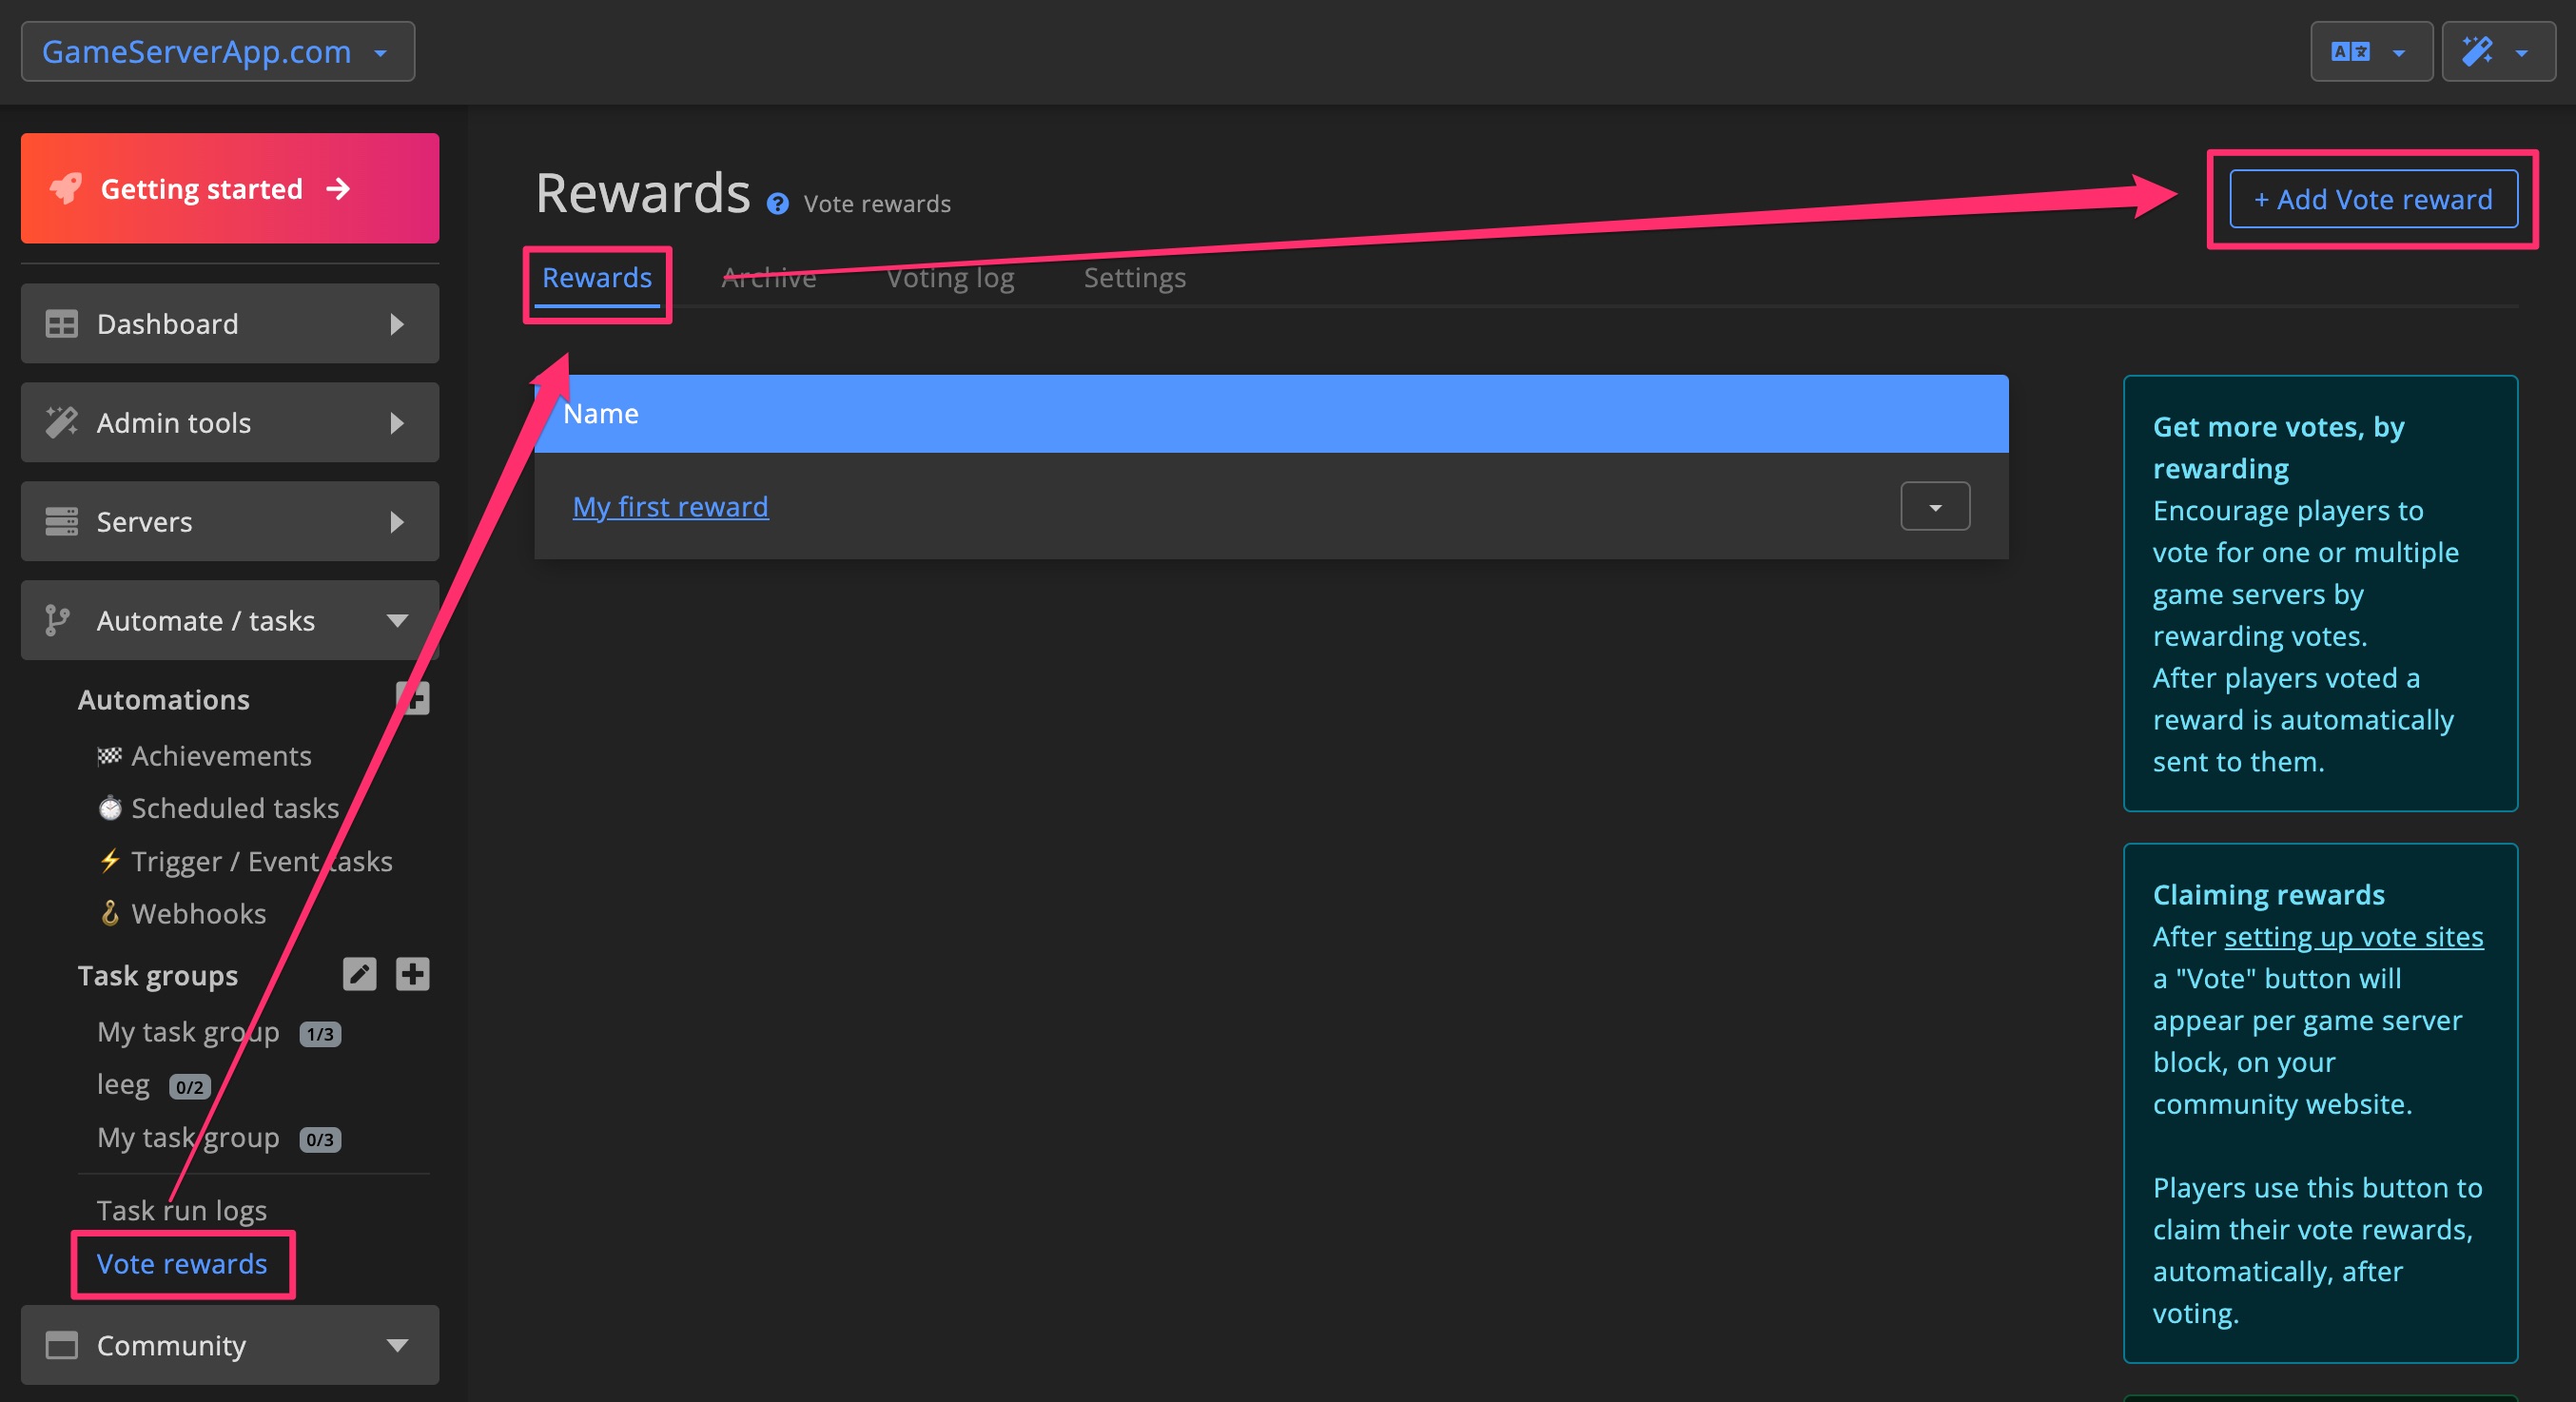 GameServerApp.com
Getting started
Dashboard
Admin tools
Servers
Automate / tasks
Automations
Achievements
Scheduled tasks
Trigger / Event tasks
Webhooks
Task groups
My task group 1/3
leeg 0/2
My task group 0/3
Task run logs
Vote rewards
Community
Rewards ? Vote rewards
+ Add Vote reward
Rewards Archive Voting log Settings
Name
My first reward
Get more votes, by
rewarding
Encourage players to
vote for one or multiple
game servers by
rewarding votes.
After players voted a
reward is automatically
sent to them.
Claiming rewards
After setting up vote sites
a "Vote" button will
appear per game server
block, on your
community website.
Players use this button to
claim their vote rewards,
automatically, after
voting.